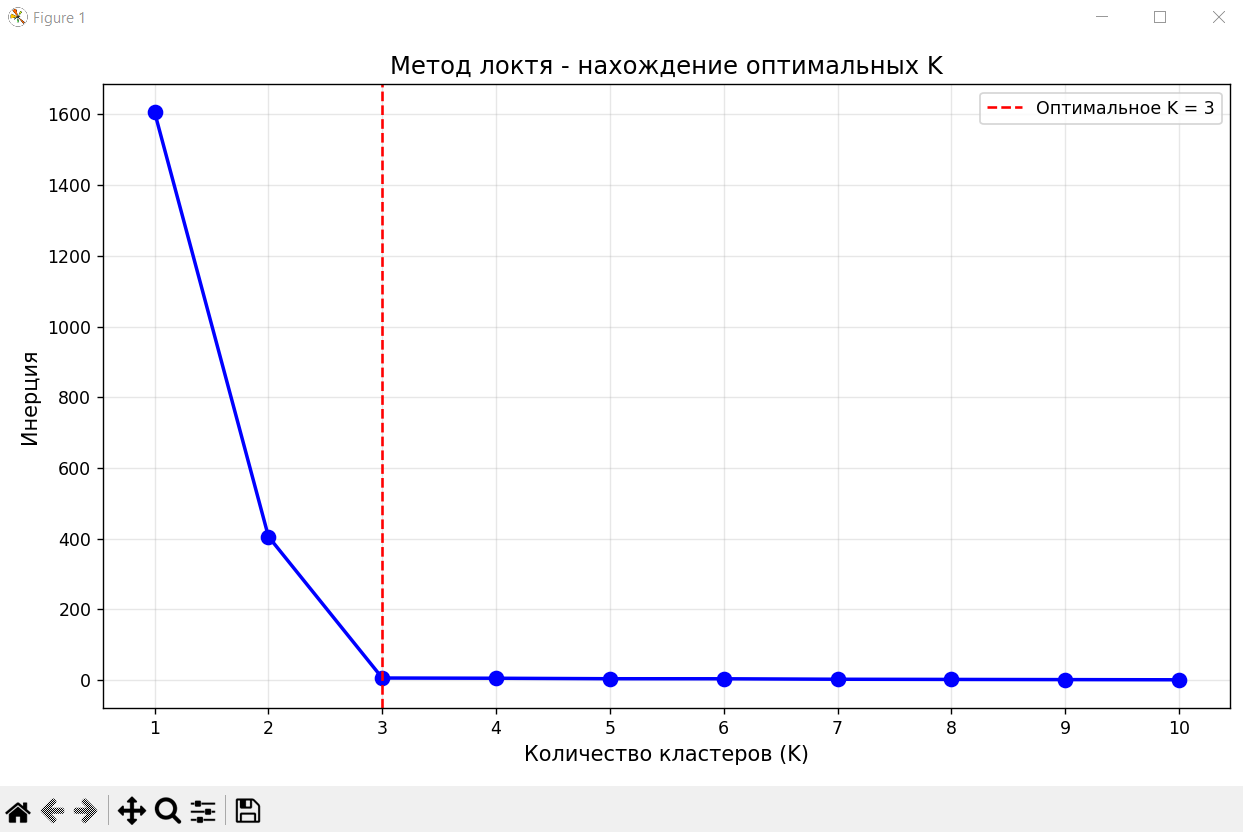 Figure 1
Метод локтя - нахождение оптимальных K
Оптимальное K = 3
1600
1400
1200
1000
800
600
400
200
0
Инерция
1 2 3 4 5 6 7 8 9 10
Количество кластеров (K)